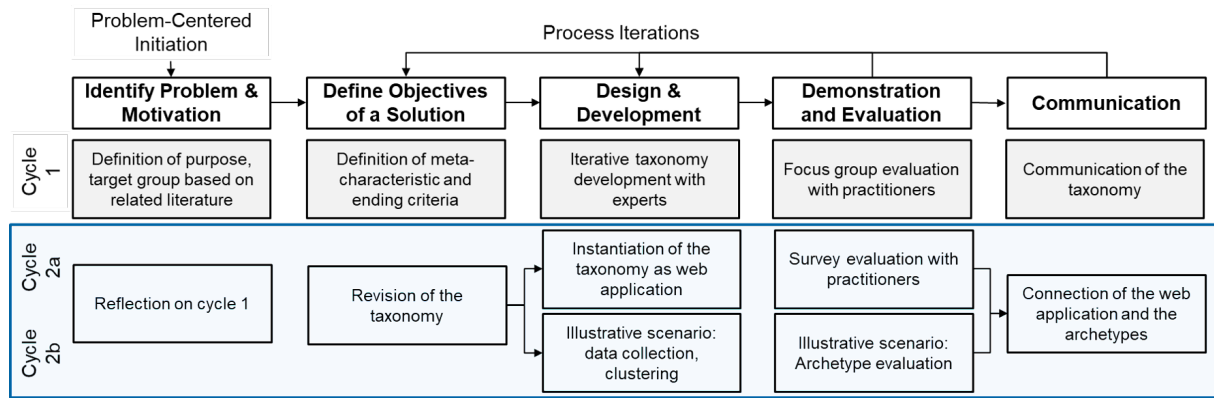 Problem-Centered
Initiation
Process Iterations
Identify Problem &
Motivation
Define Objectives
of a Solution
Design &
Development
Demonstration
and Evaluation
Communication
Cycle
1
Definition of purpose,
target group based on
related literature
Definition of meta-
characteristic and
ending criteria
Iterative taxonomy
development with
experts
Focus group evaluation
with practitioners
Communication of the
taxonomy
Cycle
2a
Cycle
2b
Reflection on cycle 1
Revision of the
taxonomy
Instantiation of the
taxonomy as web
application
Illustrative scenario:
data collection,
clustering
Survey evaluation with
practitioners
Illustrative scenario:
Archetype evaluation
Connection of the web
application and the
archetypes